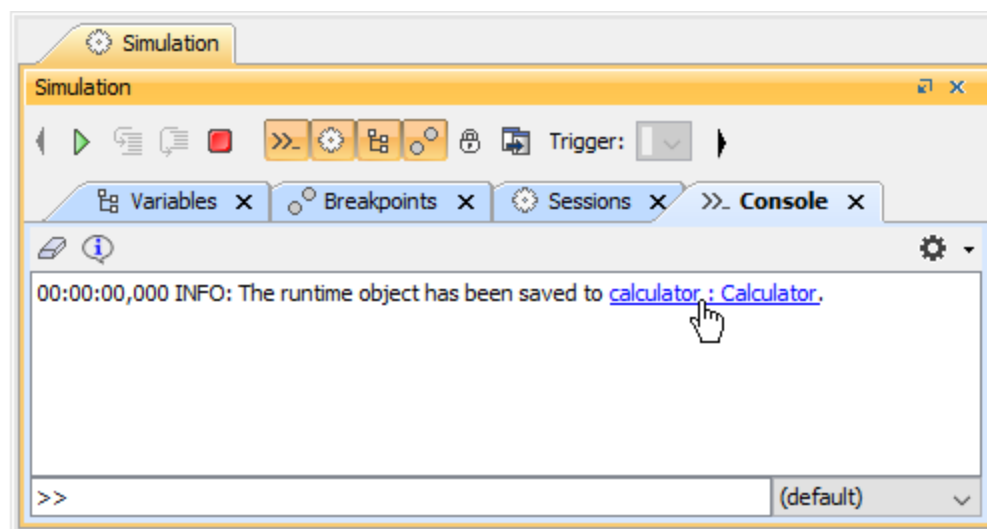 Simulation
Simulation
Trigger:
Variables Breakpoints Sessions >>_ Console
00:00:00,000 INFO: The runtime object has been saved to calculator : Calculator.
>> (default)